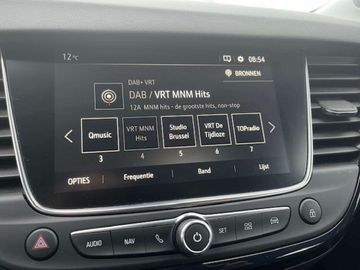 12°C
08:54
BRONNEN
DAB+ VRT
DAB / VRT MNM Hits
12A MNM hits - de grootste hits, non-stop
Qmusic
VRT MNM Hits
Studio Brussel
VRT De Tijdloze
TOPradio
3 4 5 6 7
OPTIES Frequentie Band Lijst
AUDIO NAV SET